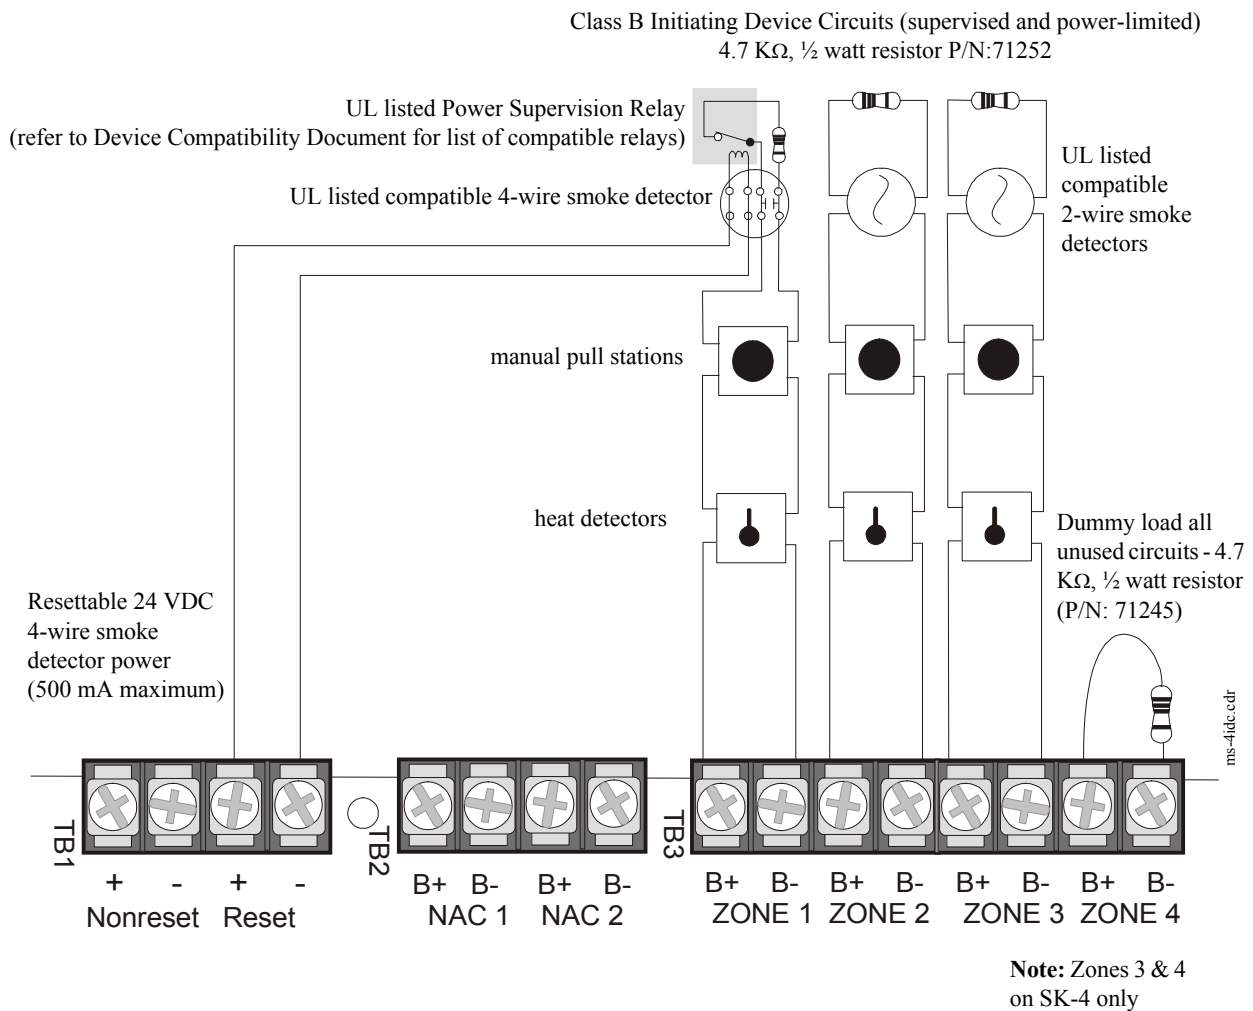 Class B Initiating Device Circuits (supervised and power-limited)
4.7 KΩ, ½ watt resistor P/N:71252
UL listed Power Supervision Relay
(refer to Device Compatibility Document for list of compatible relays)
UL listed compatible 4-wire smoke detector
UL listed
compatible
2-wire smoke
detectors
manual pull stations
heat detectors
Dummy load all
unused circuits - 4.7
KΩ, ½ watt resistor
(P/N: 71245)
Resettable 24 VDC
4-wire smoke
detector power
(500 mA maximum)
ms-4idc.cdr
TB1
TB2
TB3
+ - + -
Nonreset Reset
B+ B- B+ B-
NAC 1 NAC 2
B+ B- B+ B- B+ B- B+ B-
ZONE 1 ZONE 2 ZONE 3 ZONE 4
Note: Zones 3 & 4
on SK-4 only